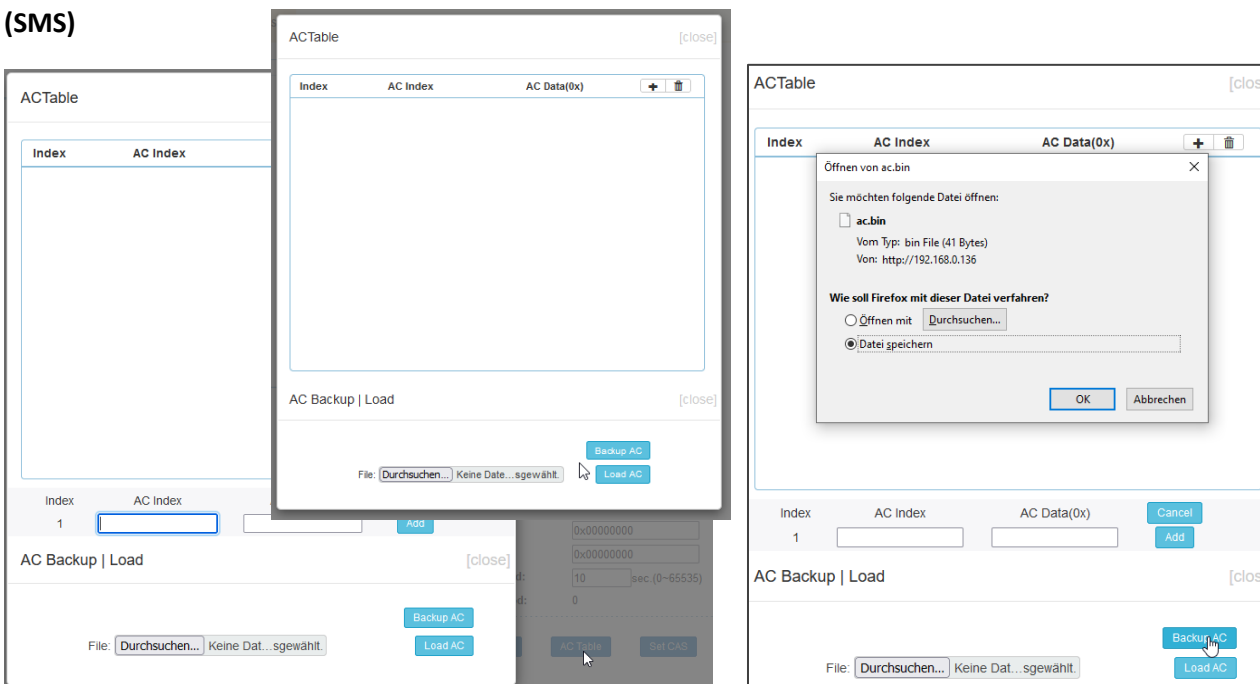 (SMS)
ACTable
Index AC Index
Index AC Index
1 Add
AC Backup | Load [close]
Backup AC
File: Durchsuchen... Keine Dat...sgewählt. Load AC
ACTable [close]
Index AC Index AC Data(0x)
AC Backup | Load [close]
Backup AC
File: Durchsuchen... Keine Date...sgewählt. Load AC
0x00000000
0x00000000
d: 10 sec.(0~65535)
d: 0
AC Table Set CAS
ACTable [clos
Index AC Index AC Data(0x)
Öffnen von ac.bin
Sie möchten folgende Datei öffnen:
ac.bin
Vom Typ: bin File (41 Bytes)
Von: http://192.168.0.136
Wie soll Firefox mit dieser Datei verfahren?
Öffnen mit Durchsuchen...
Datei speichern
OK Abbrechen
Index AC Index AC Data(0x) Cancel
1 Add
AC Backup | Load [clos
Backup AC
File: Durchsuchen... Keine Dat...sgewählt. Load AC